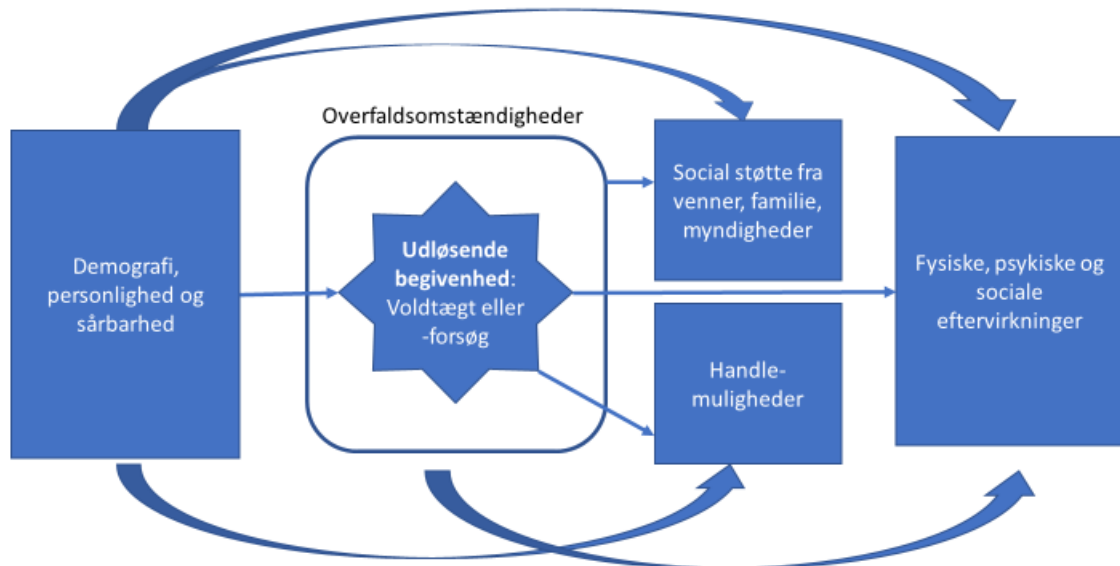 Overfaldsomstændigheder
Demografi,
personlighed og
sårbarhed
Udløsende
begivenhed:
Voldtægt eller
-forsøg
Social støtte fra
venner, familie,
myndigheder
Handle-
muligheder
Fysiske, psykiske og
sociale
eftervirkninger